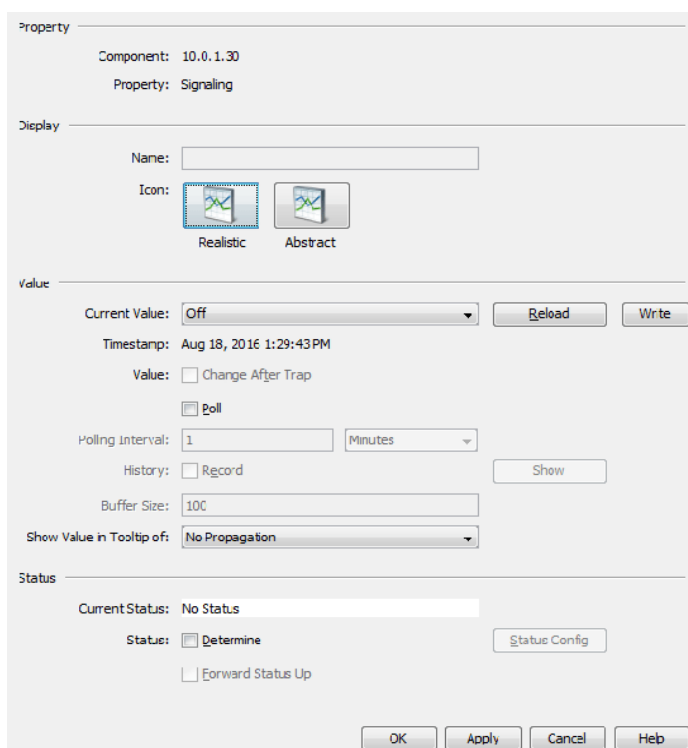 Property
Component: 10.0.1.30
Property: Signaling
Display
Name:
Icon:
Realistic Abstract
Value
Current Value: Off Reload Write
Timestamp: Aug 18, 2016 1:29:43 PM
Value: Change After Trap
Poll
Polling Interval: 1 Minutes
History: Record Show
Buffer Size: 100
Show Value in Tooltip of: No Propagation
Status
Current Status: No Status
Status: Determine Status Config
Forward Status Up
OK Apply Cancel Help